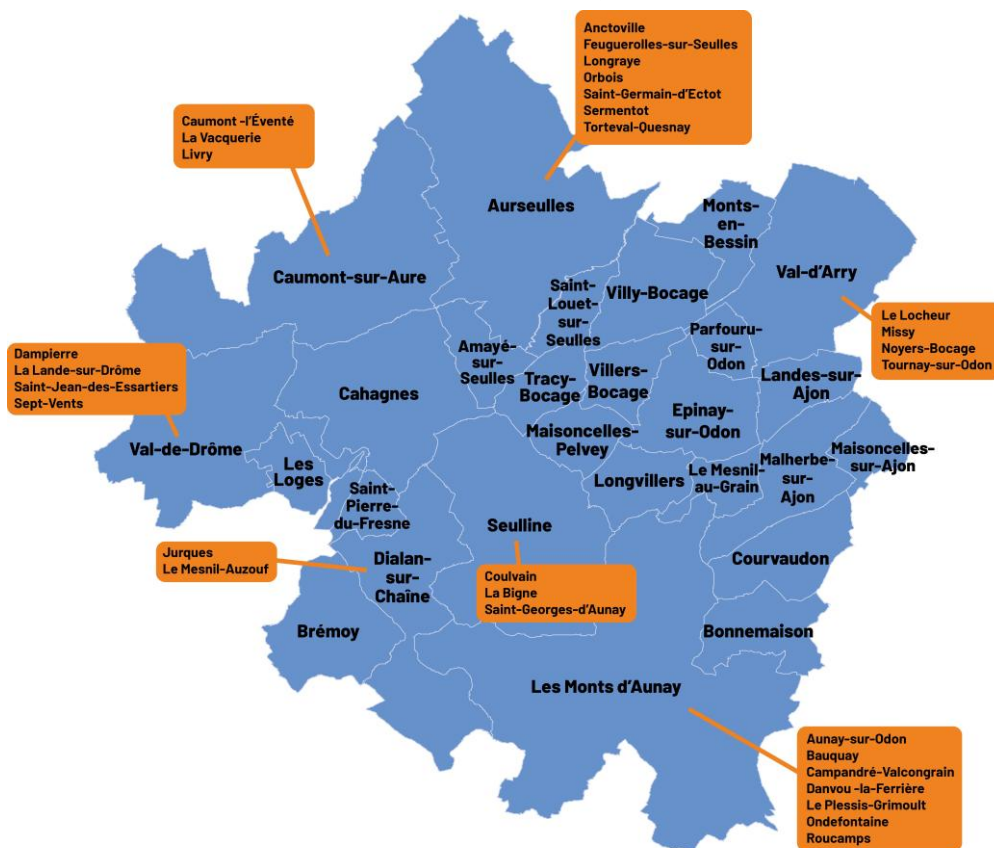 Anctoville
Feuguerolles-sur-Seulles
Longraye
Orbois
Saint-Germain-d'Ectot
Sermentot
Torteval-Quesnay
Caumont -l'Éventé
La Vacquerie
Livry
Aurseulles
Monts-
en-
Bessin
Caumont-sur-Aure
Val-d'Arry
Saint-
Louet-
sur-
Seulles
Villy-Bocage
Le Locheur
Missy
Noyers-Bocage
Tournay-sur-Odon
Parfouru-
sur-
Odon
Dampierre
La Lande-sur-Drôme
Saint-Jean-des-Essartiers
Sept-Vents
Amayé-
sur-
Seulles
Tracy-
Bocage
Villers-
Bocage
Landes-sur-
Ajon
Cahagnes
Epinay-
sur-Odon
Maisoncelles-
Pelvey
Val-de-Drôme
Maisoncelles-
sur-Ajon
Les
Loges
Longvillers
Le Mesnil-
au-Grain
Malherbe-
sur-
Ajon
Saint-
Pierre-
du-Fresne
Seulline
Jurques
Le Mesnil-Auzouf
Dialan-
sur-
Chaîne
Courvaudon
Coulvain
La Bigne
Saint-Georges-d'Aunay
Brémoy
Bonnemaison
Les Monts d'Aunay
Aunay-sur-Odon
Bauquay
Campandré-Valcongrain
Danvou -la-Ferrière
Le Plessis-Grimoult
Ondefontaine
Roucamps